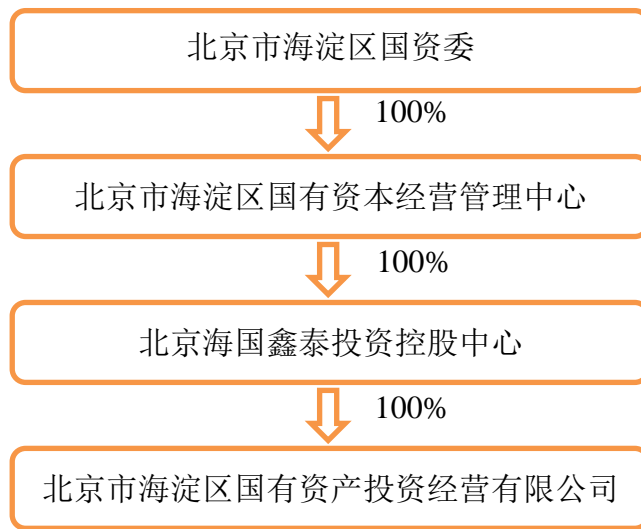 北京市海淀区国资委
100%
北京市海淀区国有资本经营管理中心
100%
北京海国鑫泰投资控股中心
100%
北京市海淀区国有资产投资经营有限公司